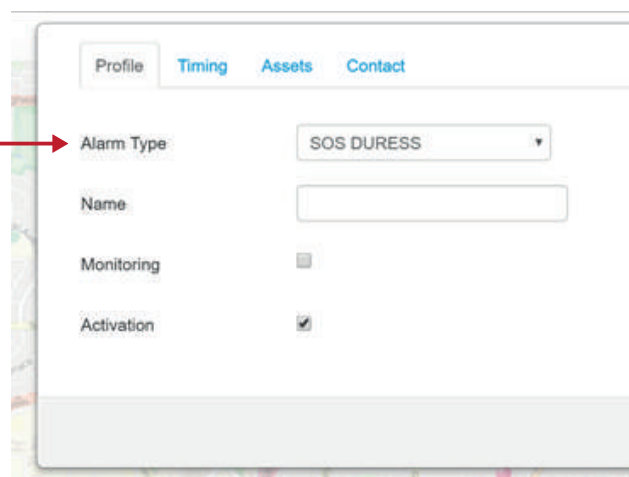 Profile Timing Assets Contact
Alarm Type SOS DURESS
Name
Monitoring
Activation